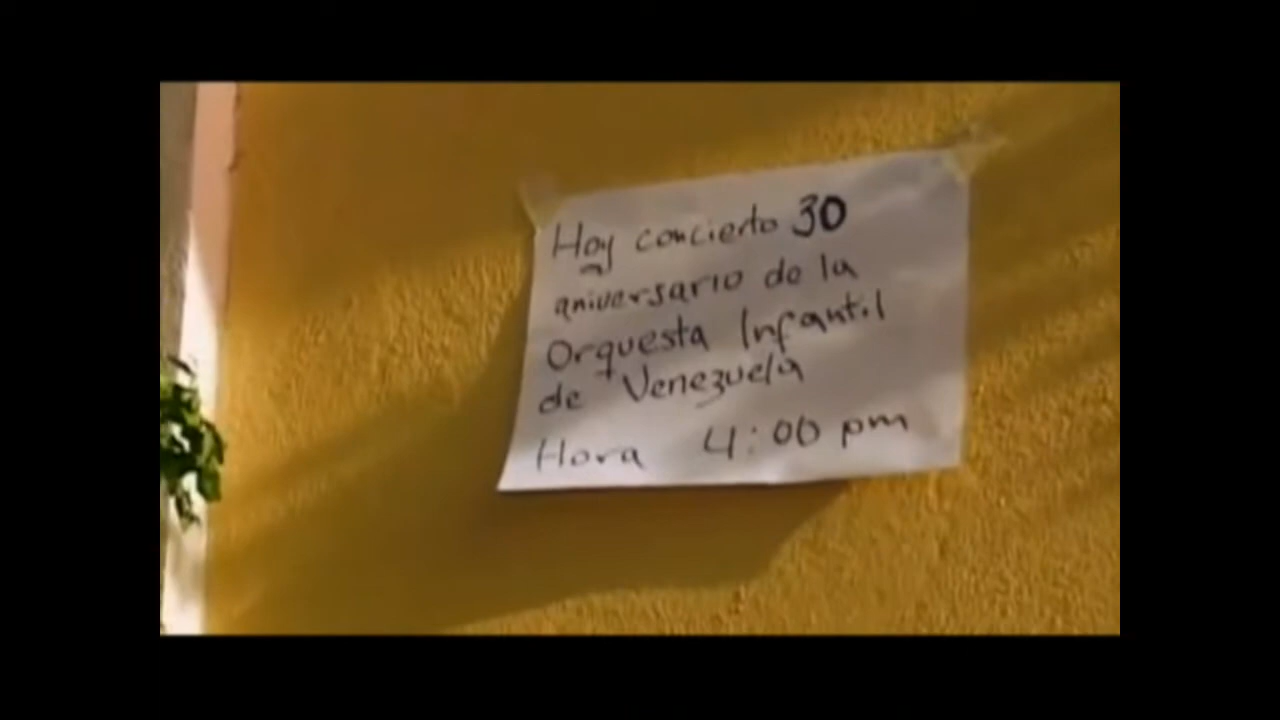 Hoy concierto 30
aniversario de la
Orquesta Infantil
de Venezuela
Hora 4:00 pm